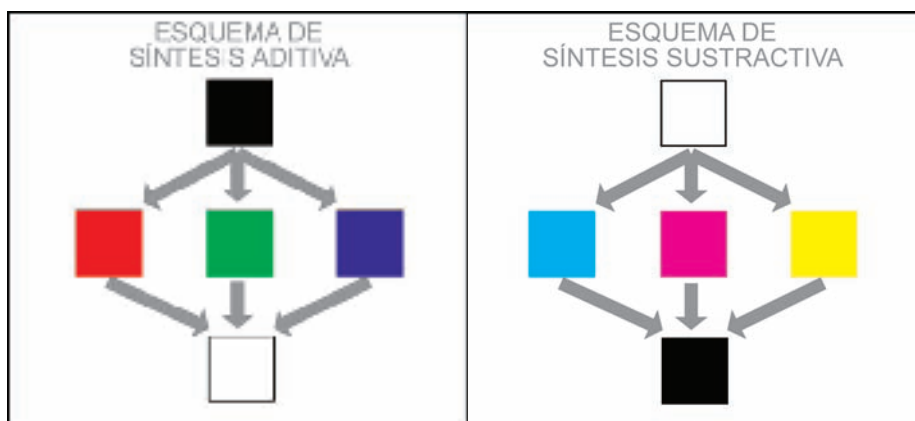 ESQUEMA DE
SÍNTESIS ADITIVA
ESQUEMA DE
SÍNTESIS SUSTRACTIVA